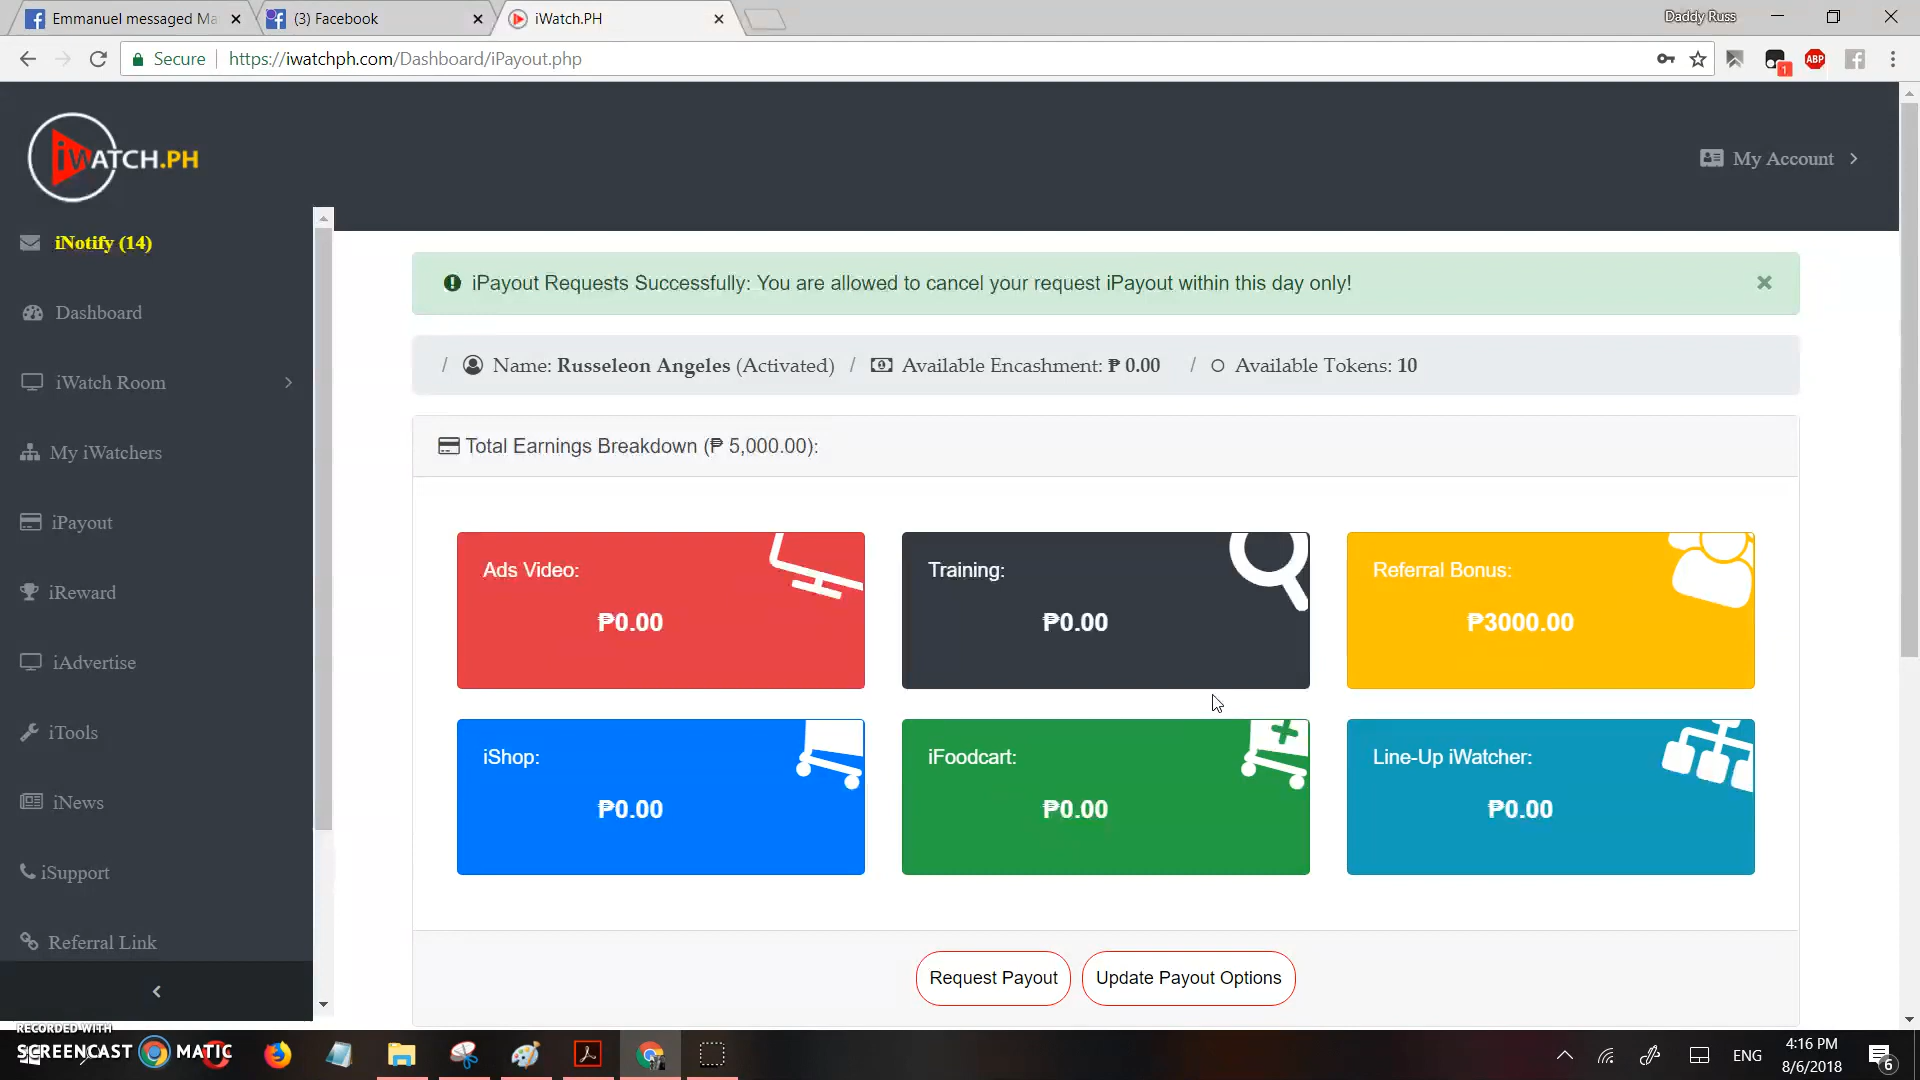 Emmanuel messaged Ma
(3) Facebook
iWatch.PH
Daddy Russ
Secure
https://iwatchph.com/Dashboard/iPayout.php
1
ABP
iWATCH.PH
My Account
iNotify (14)
Dashboard
iWatch Room
My iWatchers
iPayout
iReward
iAdvertise
iTools
iNews
iSupport
Referral Link
iPayout Requests Successfully: You are allowed to cancel your request iPayout within this day only!
/ Name: Russeleon Angeles (Activated) / Available Encashment: ₱ 0.00 / Available Tokens: 10
Total Earnings Breakdown (₱ 5,000.00):
Ads Video:
₱0.00
Training:
₱0.00
Referral Bonus:
₱3000.00
iShop:
₱0.00
iFoodcart:
₱0.00
Line-Up iWatcher:
₱0.00
Request Payout
Update Payout Options
RECORDED WITH
SCREENCAST MATIC
ENG
4:16 PM
8/6/2018
6